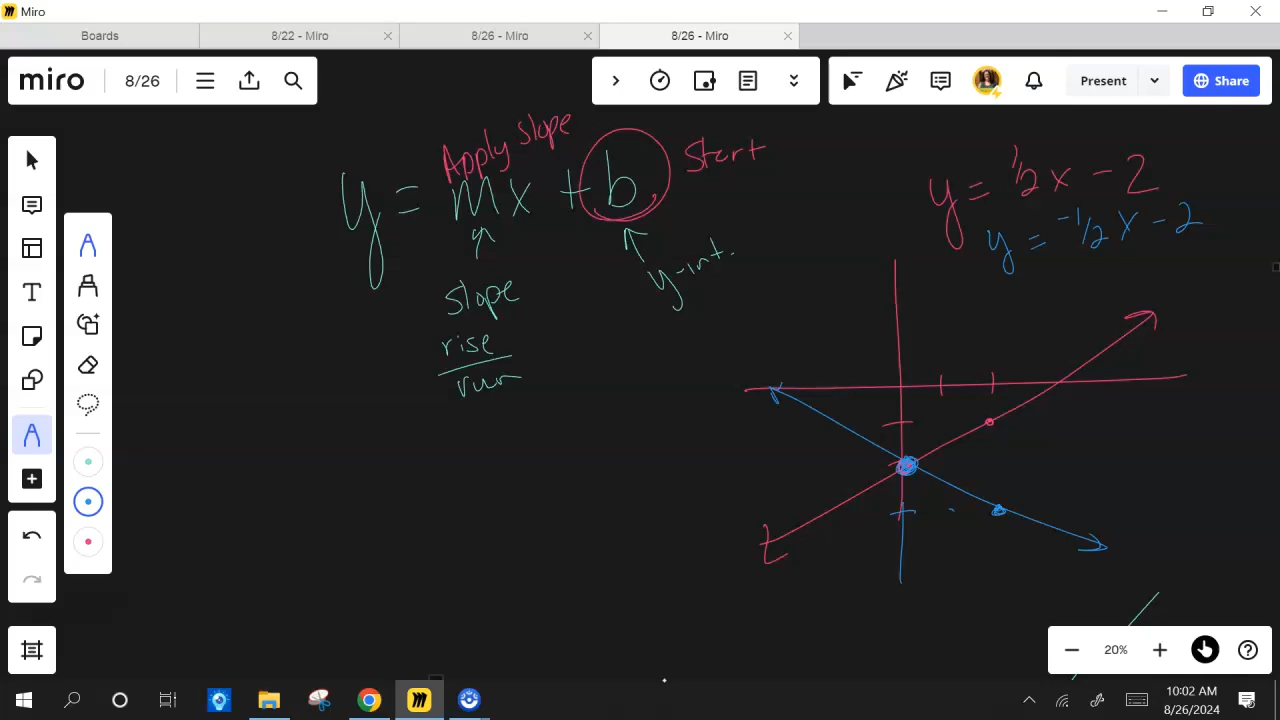 Miro
Boards
8/22 - Miro
8/26 - Miro
8/26 - Miro
miro
8/26
Present
Share
Apply slope
Start
y = mx + b
slope
rise
run
y-int.
y = 1/2 x - 2
y = -1/2 x - 2
T
20%
10:02 AM
8/26/2024